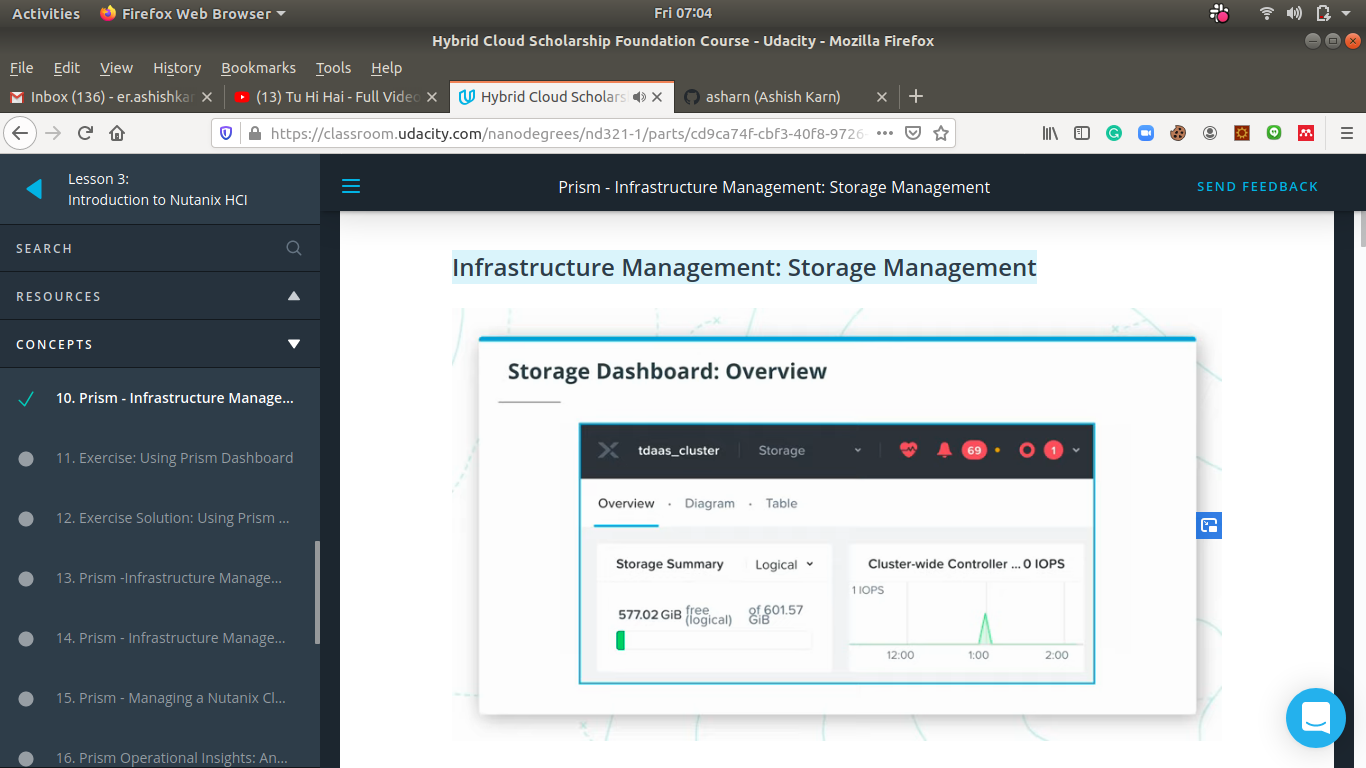 Activities Firefox Web Browser Fri 07:04
Hybrid Cloud Scholarship Foundation Course - Udacity - Mozilla Firefox
File Edit View History Bookmarks Tools Help
Inbox (136) - er.ashishkar (13) Tu Hi Hai - Full Video Hybrid Cloud Scholars asharn (Ashish Karn)
https://classroom.udacity.com/nanodegrees/nd321-1/parts/cd9ca74f-cbf3-40f8-9726-
Lesson 3:
Introduction to Nutanix HCI
Prism - Infrastructure Management: Storage Management
SEND FEEDBACK
SEARCH
RESOURCES
CONCEPTS
10. Prism - Infrastructure Manage...
11. Exercise: Using Prism Dashboard
12. Exercise Solution: Using Prism ...
13. Prism -Infrastructure Manage...
14. Prism - Infrastructure Manage...
15. Prism - Managing a Nutanix Cl...
16. Prism Operational Insights: An...
Infrastructure Management: Storage Management
Storage Dashboard: Overview
tdaas_cluster Storage 69 1
Overview · Diagram · Table
Storage Summary Logical
577.02 GiB free (logical) of 601.57 GiB
Cluster-wide Controller ... 0 IOPS
1 IOPS
12:00 1:00 2:00